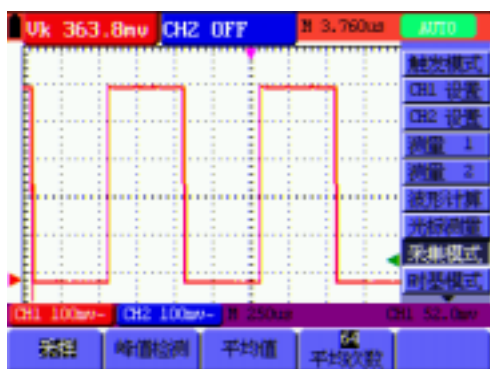 Vk 363.8mv CH2 OFF M 3.760us AUTO
触发模式
CH1 设置
CH2 设置
测量 1
测量 2
波形计算
光标测量
采集模式
时基模式
CH1 100mv~ CH2 100mv~ M 250us CH1 52.0mv
采样 峰值检测 平均值 64
平均次数